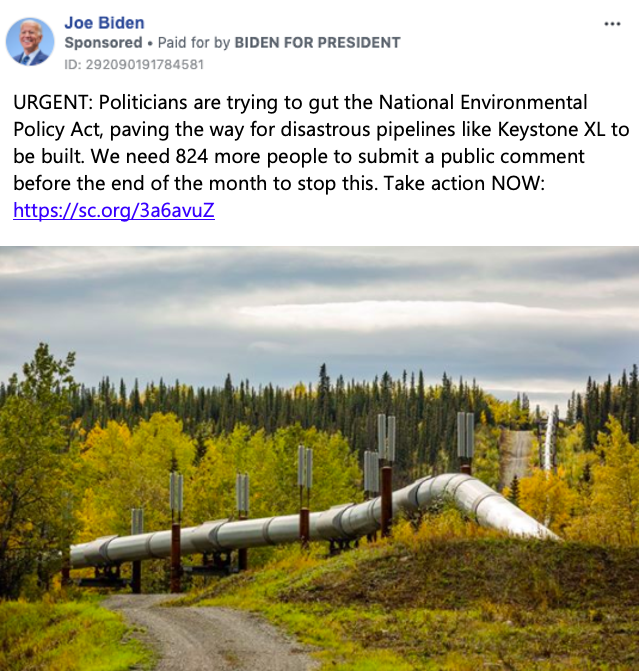 Joe Biden
Sponsored • Paid for by BIDEN FOR PRESIDENT
ID: 292090191784581
URGENT: Politicians are trying to gut the National Environmental
Policy Act, paving the way for disastrous pipelines like Keystone XL to
be built. We need 824 more people to submit a public comment
before the end of the month to stop this. Take action NOW:
https://sc.org/3a6avuZ